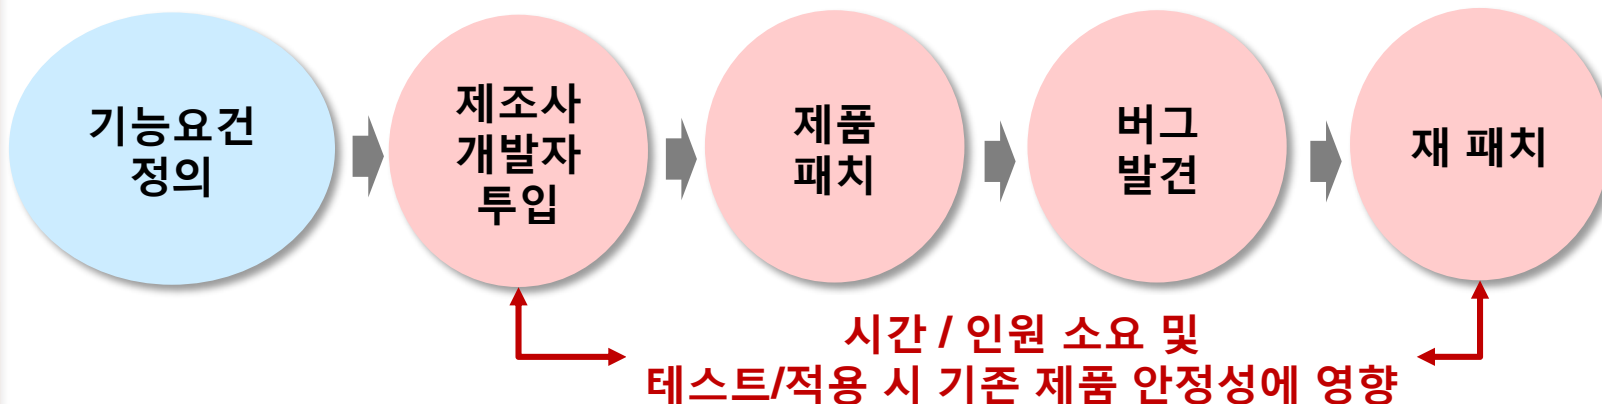 기능요건
정의
제조사
개발자
투입
제품
패치
버그
발견
재 패치
시간 / 인원 소요 및
테스트/적용 시 기존 제품 안정성에 영향